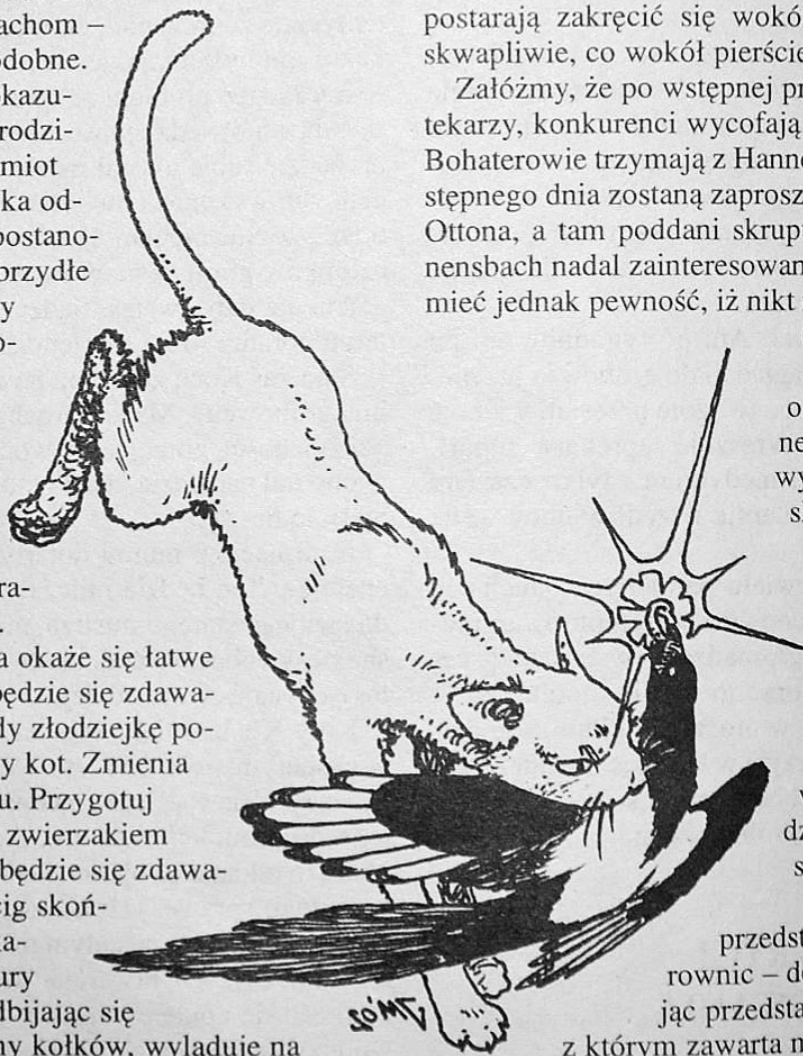 achom –
odobne.
okazu-
rodzi-
miot
ka od-
postano-
przydłe
y
o-
ra-
a okaże się łatwe
będzie się zdawa-
dy złodziejkę po-
y kot. Zmienia
u. Przygotuj
zwierzakiem
będzie się zdawa-
cig skoń-
a-
ury
dbijając się
ny kołków, wyląduje na
postarają zakręcić się wokó
skwapliwie, co wokół pierście
Załóżmy, że po wstępnej pr
tekarzy, konkurenci wycofają
Bohaterowie trzymają z Hanne
stępnego dnia zostaną zaprosz
Ottona, a tam poddani skrup
nensbach nadal zainteresowan
mieć jednak pewność, iż nikt
o
ne
wy
s
w
dz
s
przedst
rownic – d
jąc przedsta
z którym zawarta